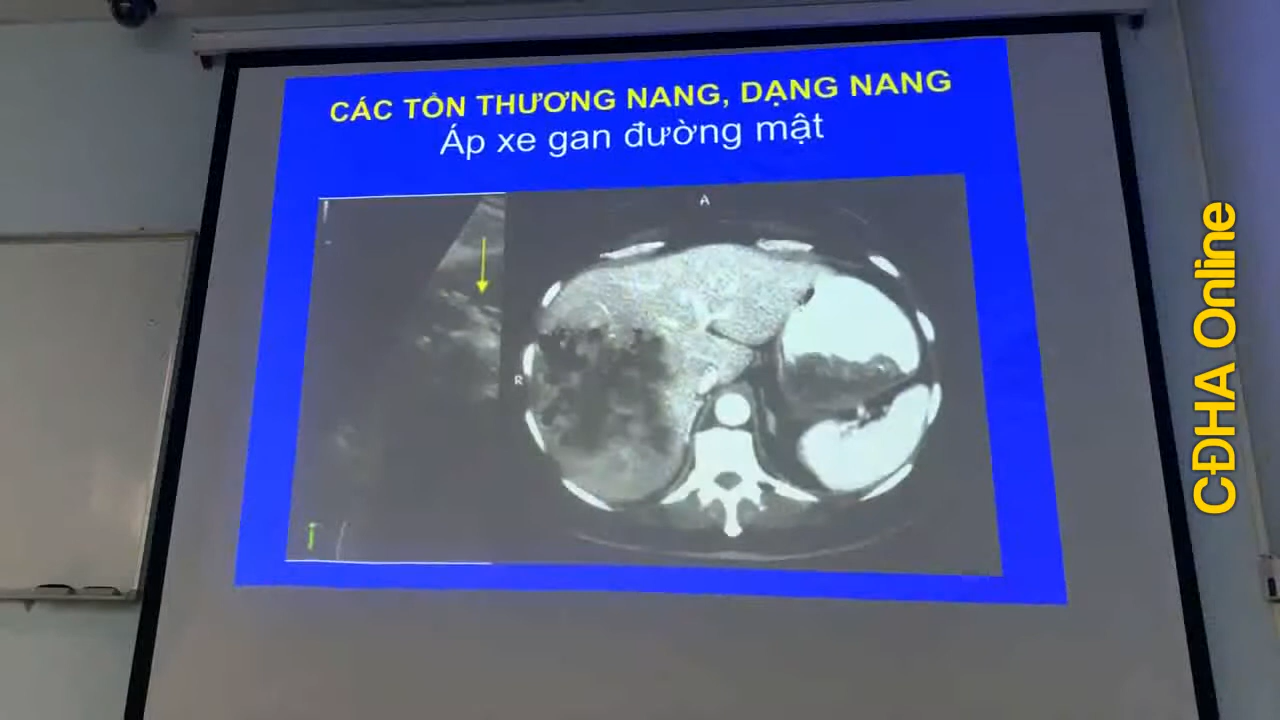 CÁC TỔN THƯƠNG NANG, DẠNG NANG
Áp xe gan đường mật
A
R
CĐHA Online